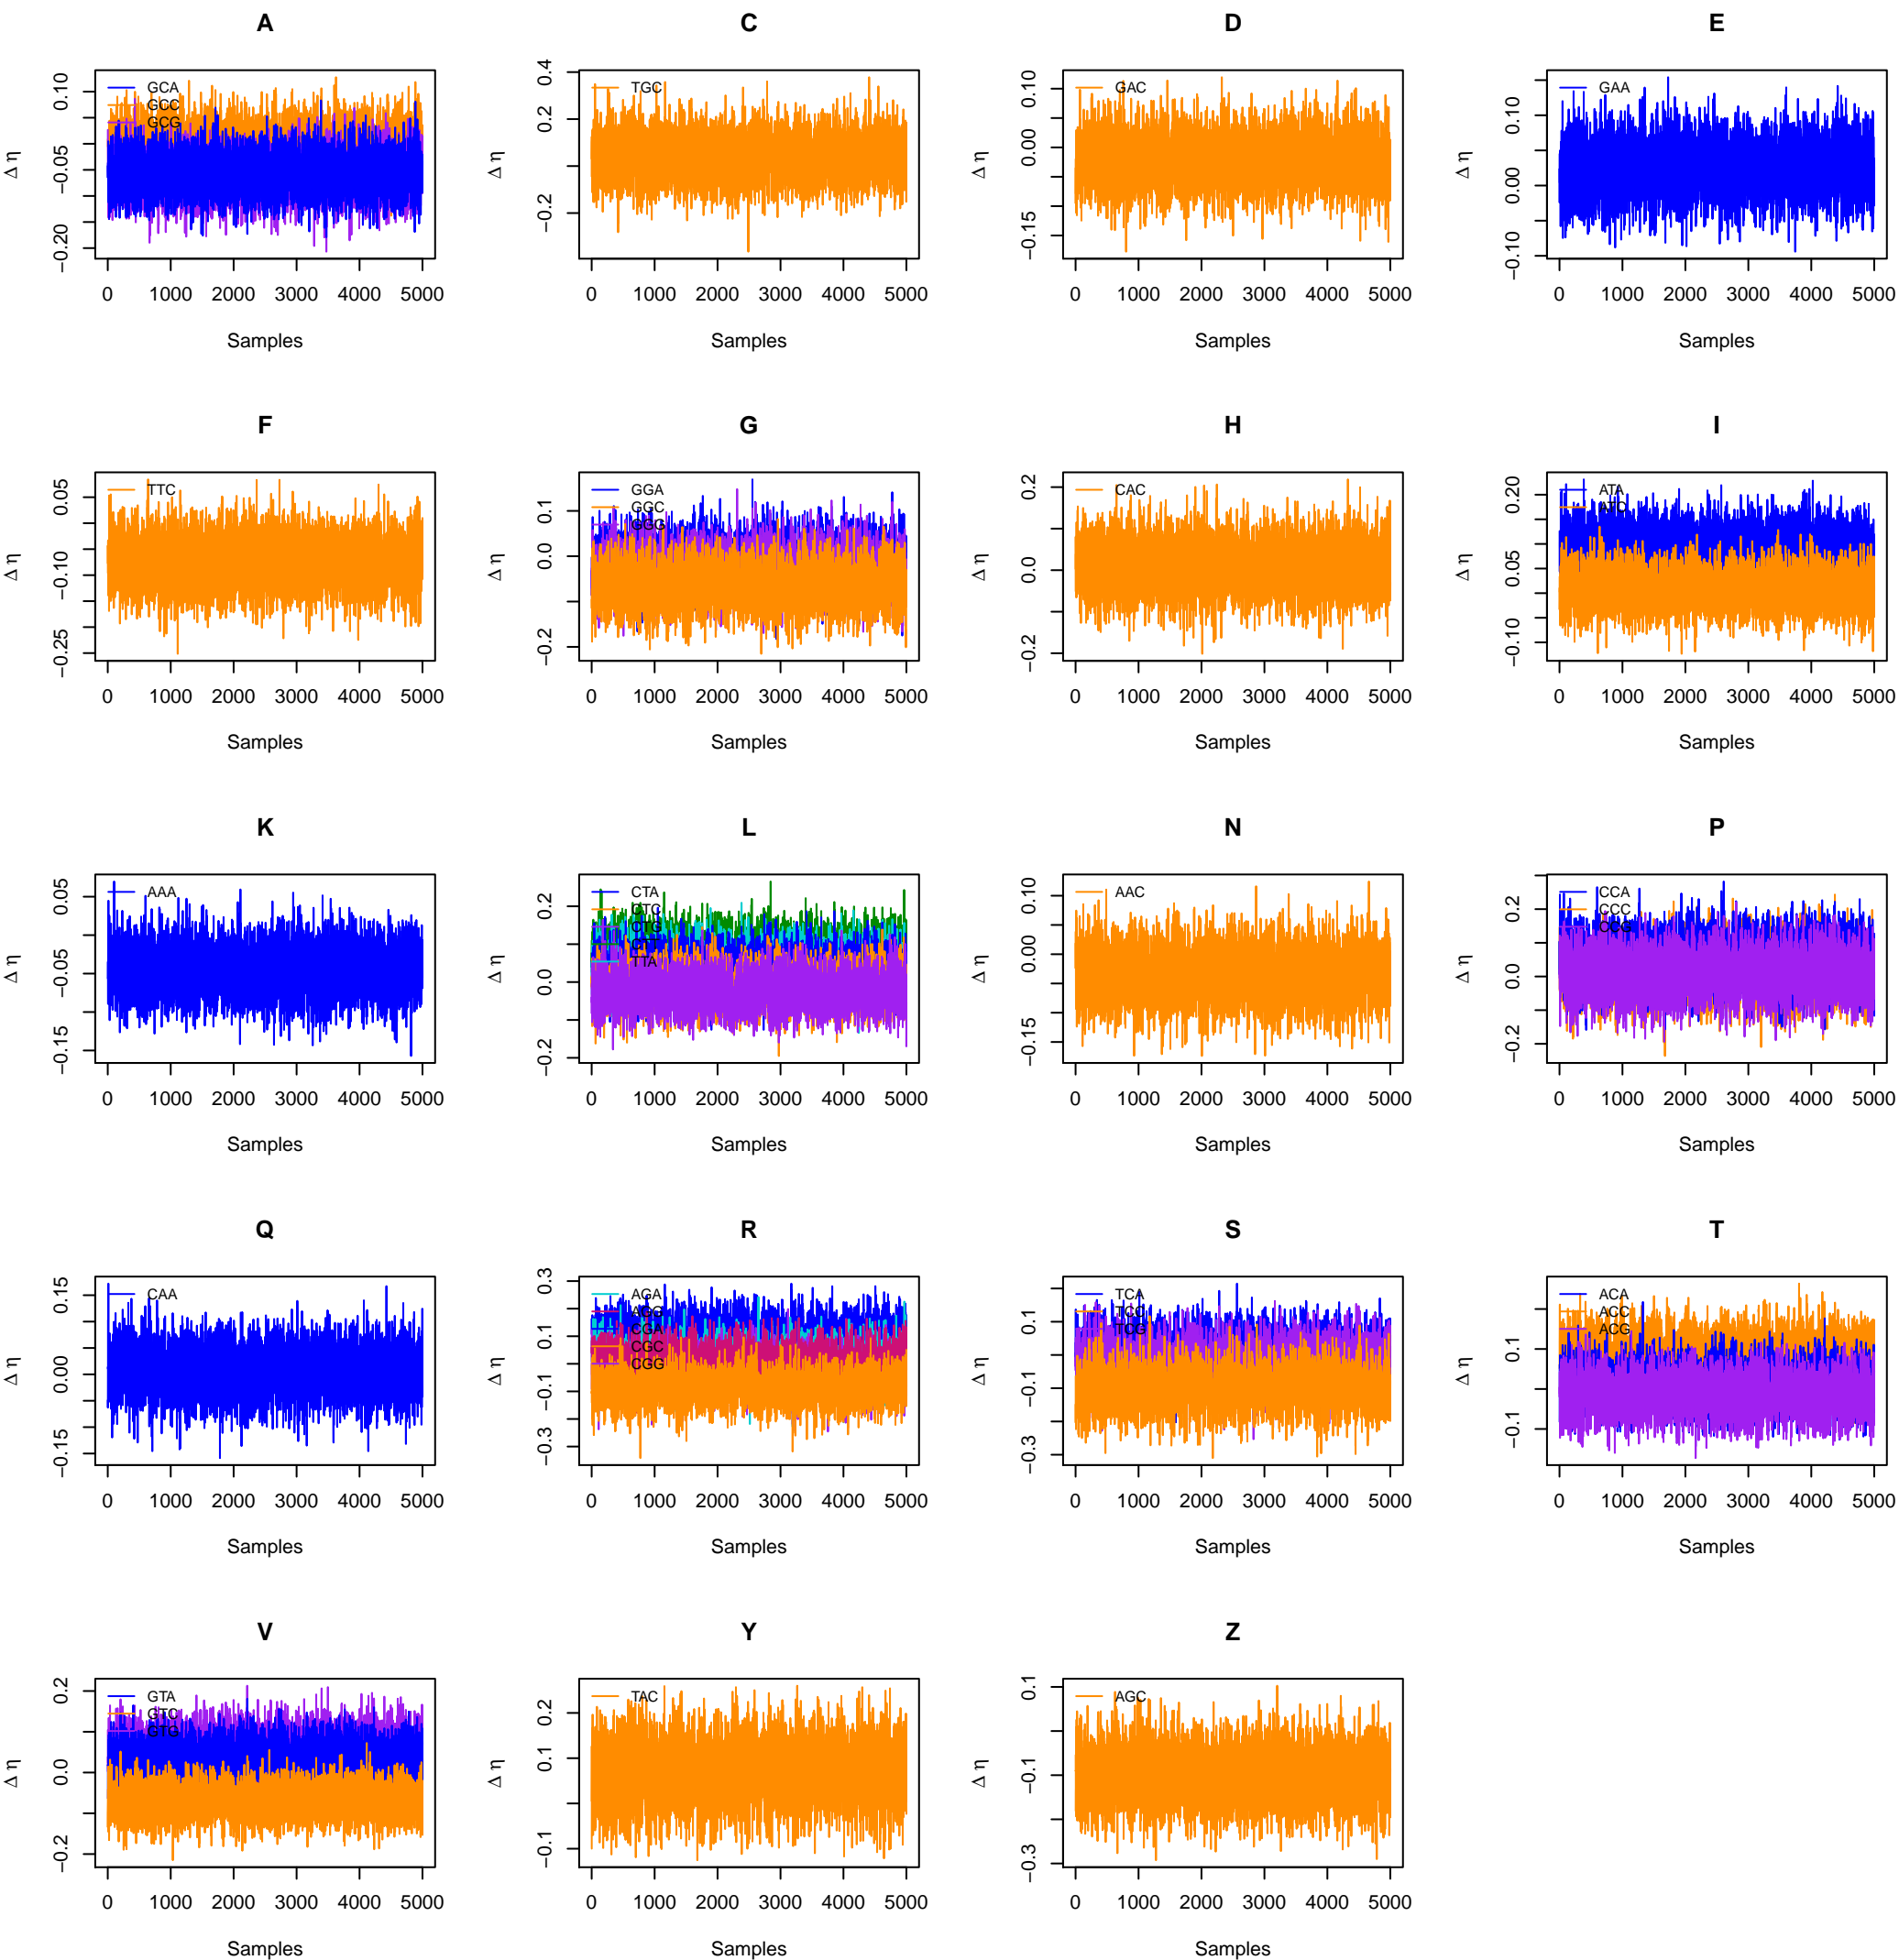 A
Δ η
0.10
−0.05
−0.20
GCA
GCC
GCG
0 1000 2000 3000 4000 5000
Samples
C
Δ η
0.4
0.2
−0.2
TGC
0 1000 2000 3000 4000 5000
Samples
D
Δ η
0.10
0.00
−0.15
GAC
0 1000 2000 3000 4000 5000
Samples
E
Δ η
0.10
0.00
−0.10
GAA
0 1000 2000 3000 4000 5000
Samples
F
Δ η
0.05
−0.10
−0.25
TTC
0 1000 2000 3000 4000 5000
Samples
G
Δ η
0.1
0.0
−0.2
GGA
GGC
GGG
0 1000 2000 3000 4000 5000
Samples
H
Δ η
0.2
0.0
−0.2
CAC
0 1000 2000 3000 4000 5000
Samples
I
Δ η
0.20
0.05
−0.10
ATA
ATC
0 1000 2000 3000 4000 5000
Samples
K
Δ η
0.05
−0.05
−0.15
AAA
0 1000 2000 3000 4000 5000
Samples
L
Δ η
0.2
0.0
−0.2
CTA
CTC
CTG
CTT
TTA
0 1000 2000 3000 4000 5000
Samples
N
Δ η
0.10
0.00
−0.15
AAC
0 1000 2000 3000 4000 5000
Samples
P
Δ η
0.2
0.0
−0.2
CCA
CCC
CCG
0 1000 2000 3000 4000 5000
Samples
Q
Δ η
0.15
0.00
−0.15
CAA
0 1000 2000 3000 4000 5000
Samples
R
Δ η
0.3
0.1
−0.1
−0.3
AGA
AGG
CGA
CGC
CGG
0 1000 2000 3000 4000 5000
Samples
S
Δ η
0.1
−0.1
−0.3
TCA
TCC
TCG
0 1000 2000 3000 4000 5000
Samples
T
Δ η
0.1
−0.1
ACA
ACC
ACG
0 1000 2000 3000 4000 5000
Samples
V
Δ η
0.2
0.0
−0.2
GTA
GTC
GTG
0 1000 2000 3000 4000 5000
Samples
Y
Δ η
0.2
0.1
−0.1
TAC
0 1000 2000 3000 4000 5000
Samples
Z
Δ η
0.1
−0.1
−0.3
AGC
0 1000 2000 3000 4000 5000
Samples